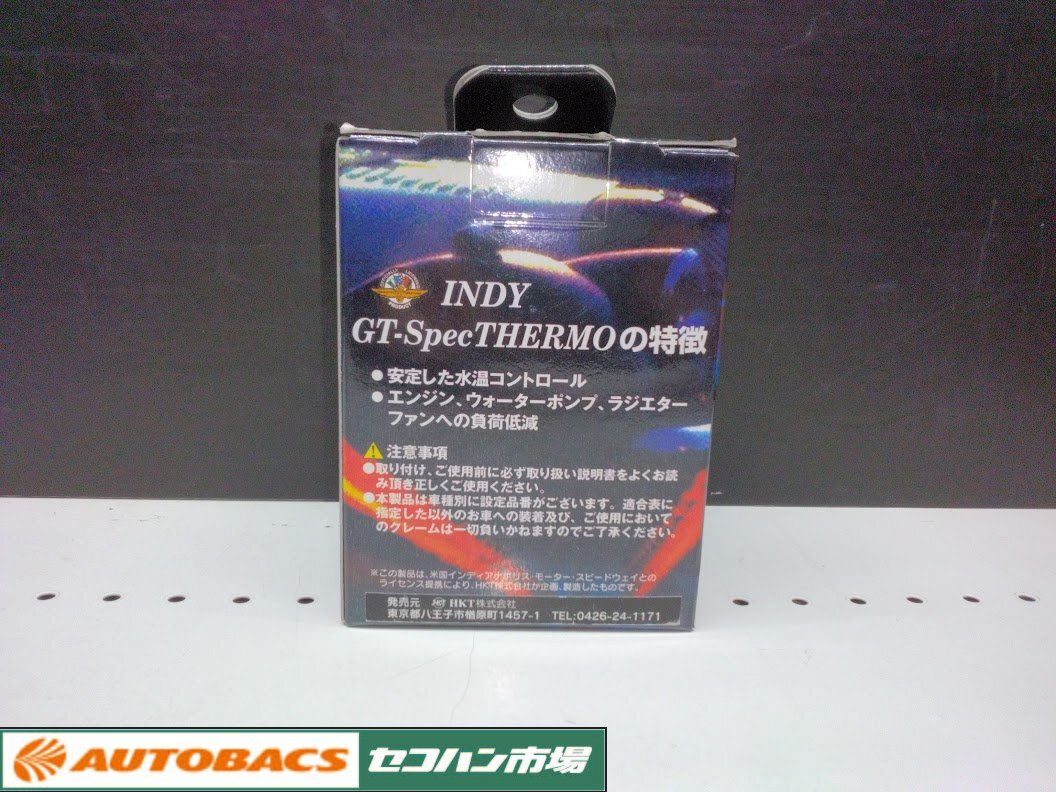 INDY
GT-SpecTHERMOの特徴
● 安定した水温コントロール
● エンジン、ウォーターポンプ、ラジエター
ファンへの負荷低減
注意事項
●取り付け、ご使用前に必ず取り扱い説明書をよくお読
み頂き正しくご使用ください。
●本製品は車種別に設定品番がございます。適合表に
指定した以外のお車への装着及び、ご使用において
のクレームは一切負いかねますのでご了承ください。
※この製品は、米国インディアナポリス・モーター・スピードウェイとの
ライセンス提携により、HKT株式会社が企画、製造したものです。
発売元 HKT株式会社
東京都八王子市楢原町1457-1 TEL:0426-24-1171
AUTOBACS セコハン市場